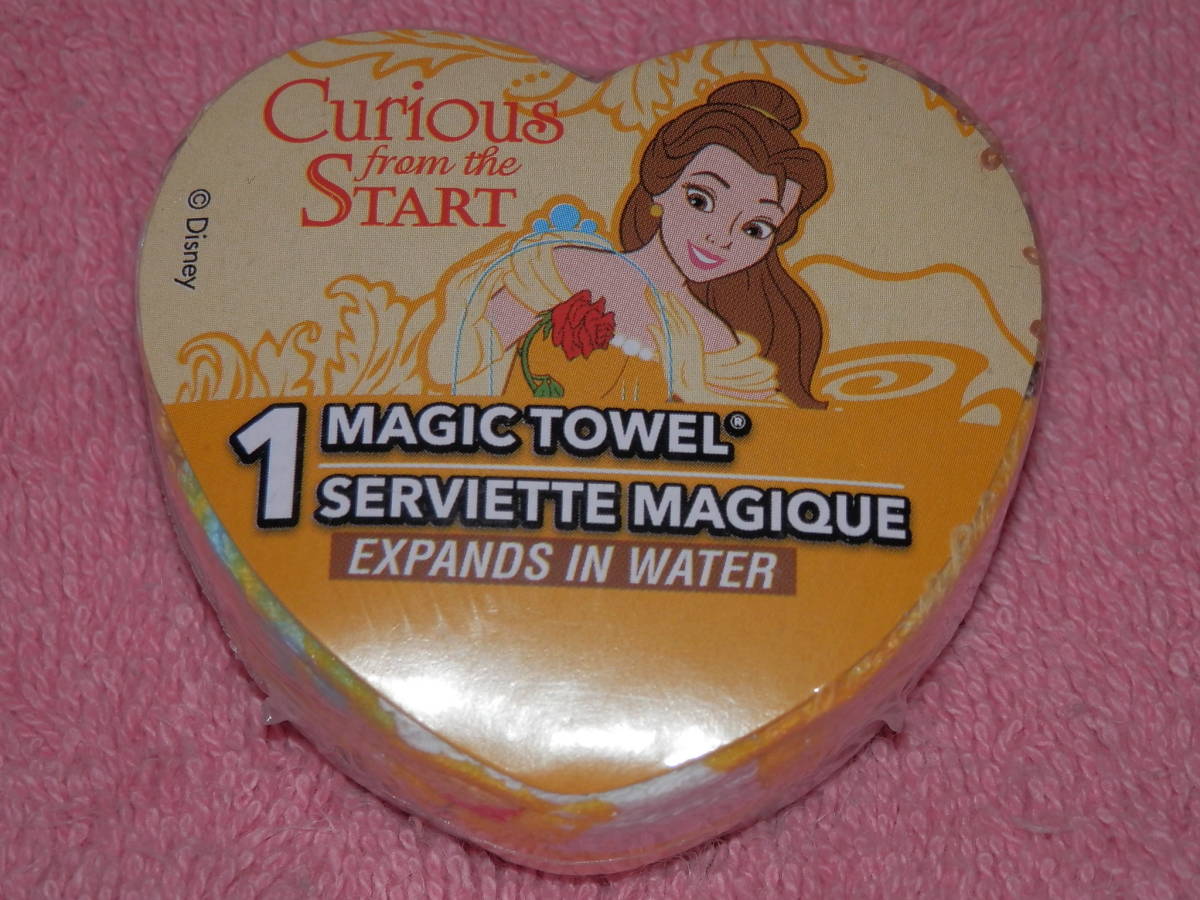 Curious
from the
START
© Disney
1 MAGIC TOWEL®
SERVIETTE MAGIQUE
EXPANDS IN WATER